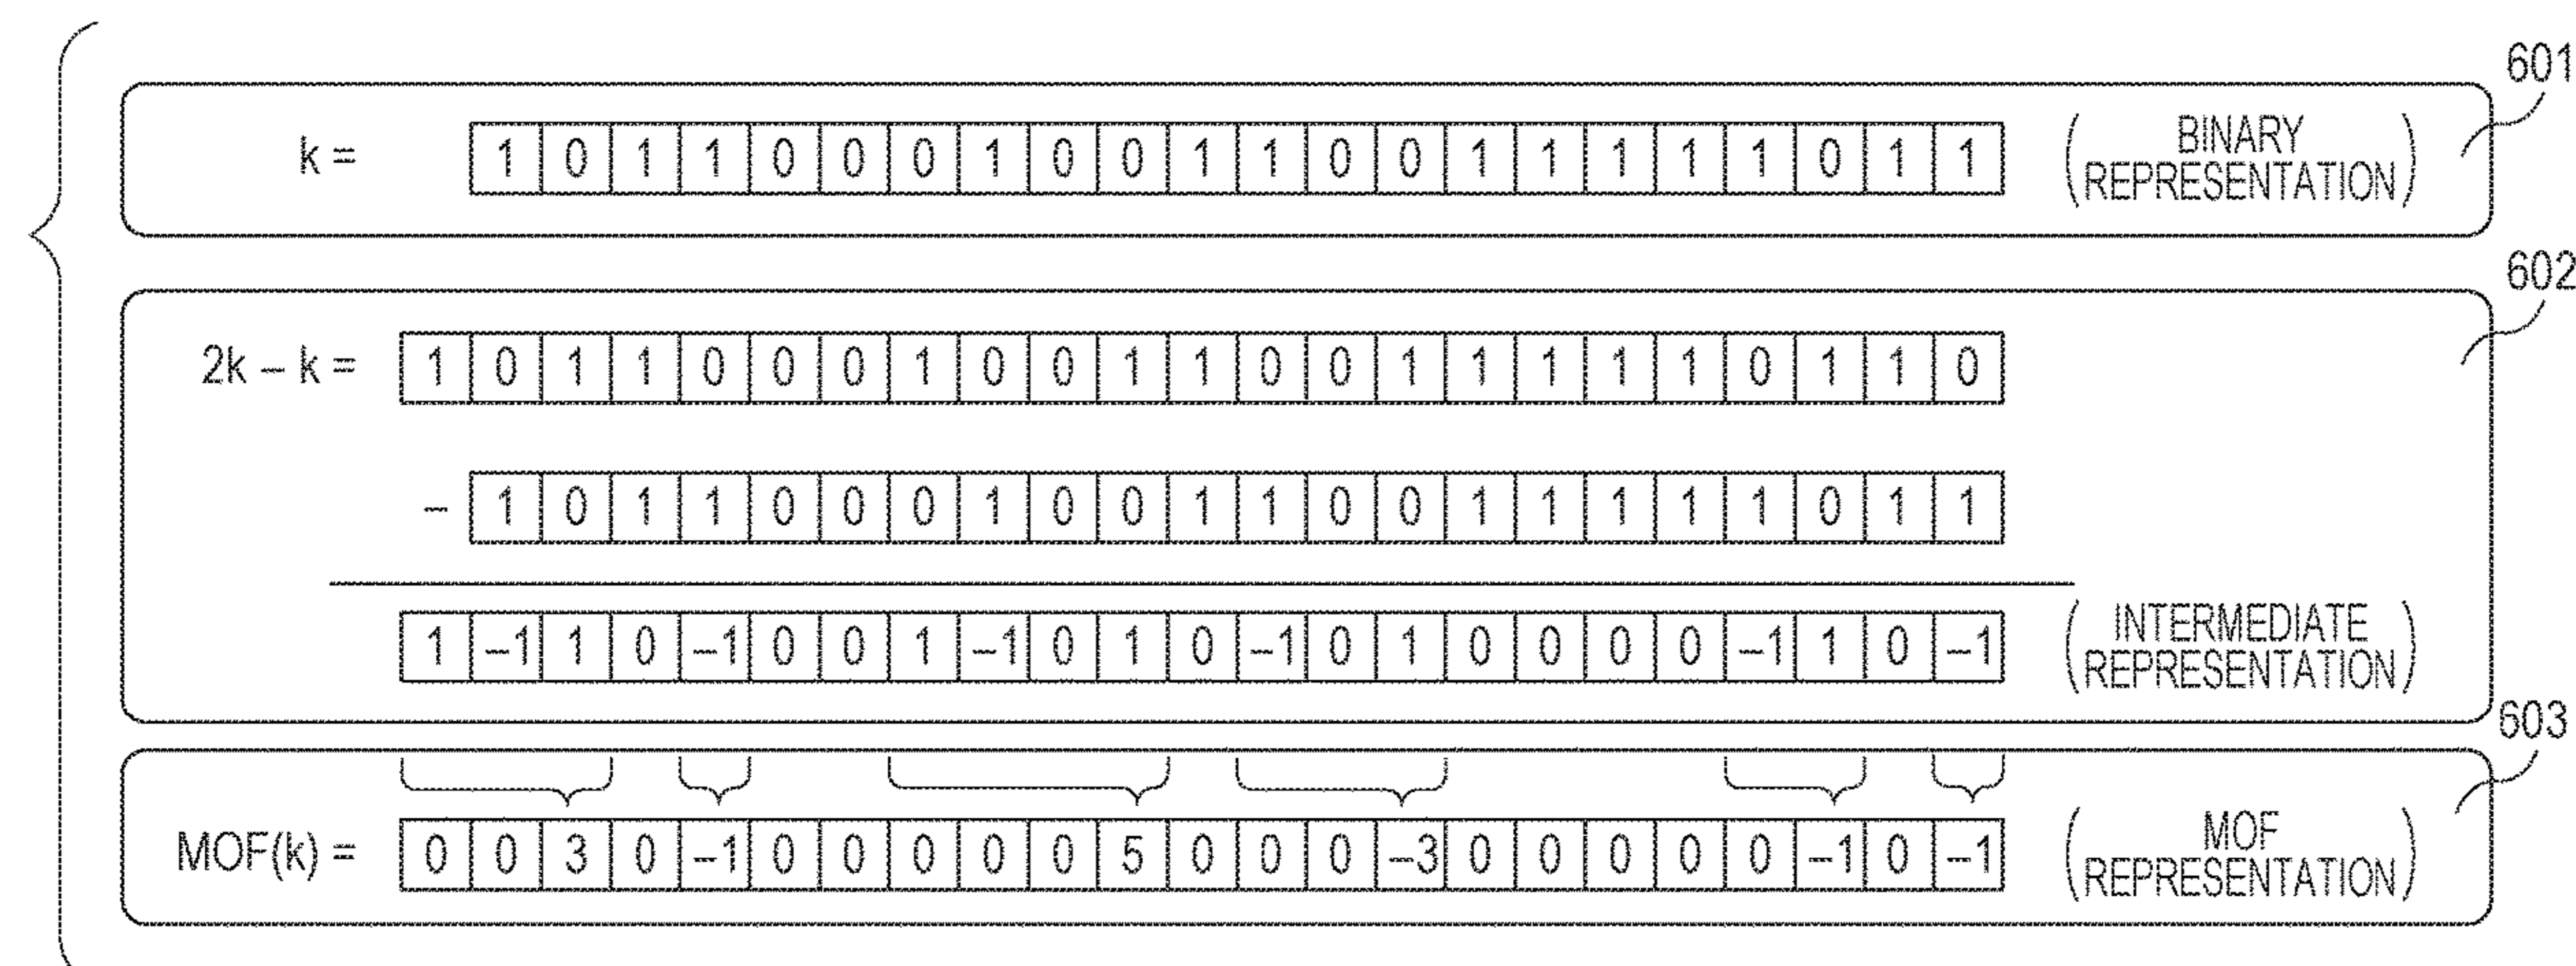 601
k = 1 0 1 1 0 0 0 1 0 0 1 1 0 0 1 1 1 1 1 0 1 1
(BINARY
REPRESENTATION)
602
2k – k = 1 0 1 1 0 0 0 1 0 0 1 1 0 0 1 1 1 1 1 0 1 1 0
– 1 0 1 1 0 0 0 1 0 0 1 1 0 0 1 1 1 1 1 0 1 1
1 –1 1 0 –1 0 0 1 –1 0 1 0 –1 0 1 0 0 0 0 –1 1 0 –1
(INTERMEDIATE
REPRESENTATION)
603
MOF(k) = 0 0 3 0 –1 0 0 0 0 0 5 0 0 0 –3 0 0 0 0 0 –1 0 –1
(MOF
REPRESENTATION)